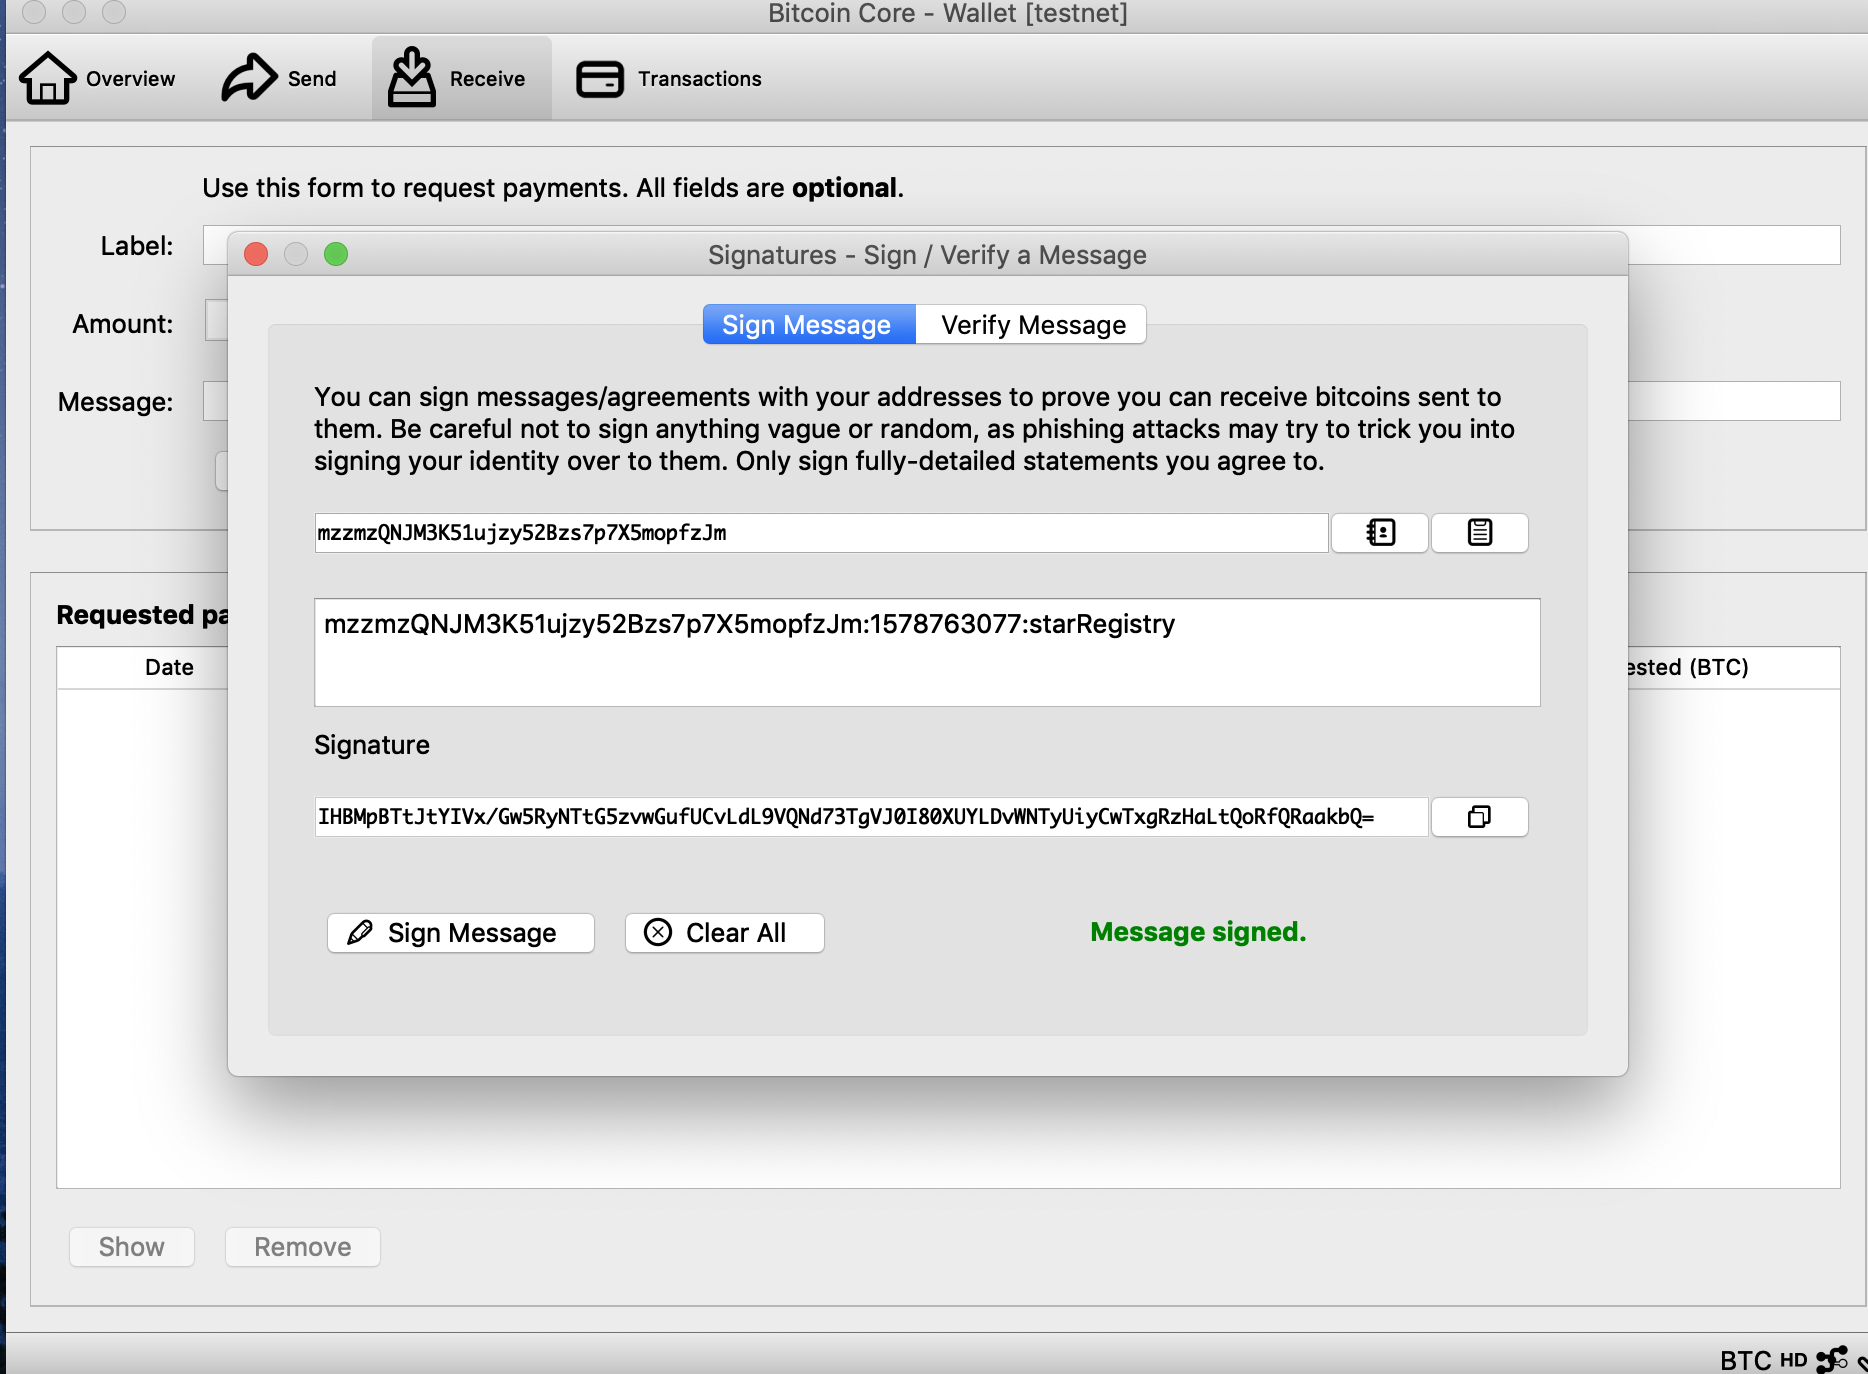 Bitcoin Core - Wallet [testnet]
Overview
Send
Receive
Transactions
Use this form to request payments. All fields are optional.
Label:
Amount:
Message:
Signatures - Sign / Verify a Message
Sign Message
Verify Message
You can sign messages/agreements with your addresses to prove you can receive bitcoins sent to
them. Be careful not to sign anything vague or random, as phishing attacks may try to trick you into
signing your identity over to them. Only sign fully-detailed statements you agree to.
mzzmzQNJM3K51ujzy52Bzs7p7X5mopfzJm
mzzmzQNJM3K51ujzy52Bzs7p7X5mopfzJm:1578763077:starRegistry
Signature
IHBMpBTtJtYIVx/Gw5RyNTtG5zvwGufUCvLdL9VQNd73TgVJ0I80XUYLDvWNTyUiyCwTxgRzHaLtQoRfQRaakbQ=
Sign Message
Clear All
Message signed.
Requested pa
Date
ested (BTC)
Show
Remove
BTC HD